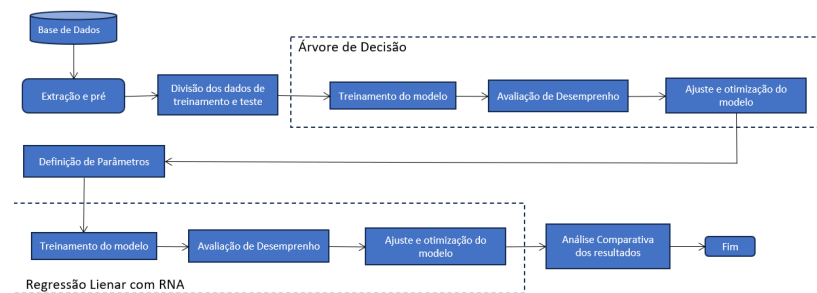 Base de Dados
Árvore de Decisão
Extração e pré
Divisão dos dados de
treinamento e teste
Treinamento do modelo
Avaliação de Desemprenho
Ajuste e otimização do
modelo
Definição de Parâmetros
Treinamento do modelo
Avaliação de Desemprenho
Ajuste e otimização do
modelo
Análise Comparativa
dos resultados
Fim
Regressão Lienar com RNA